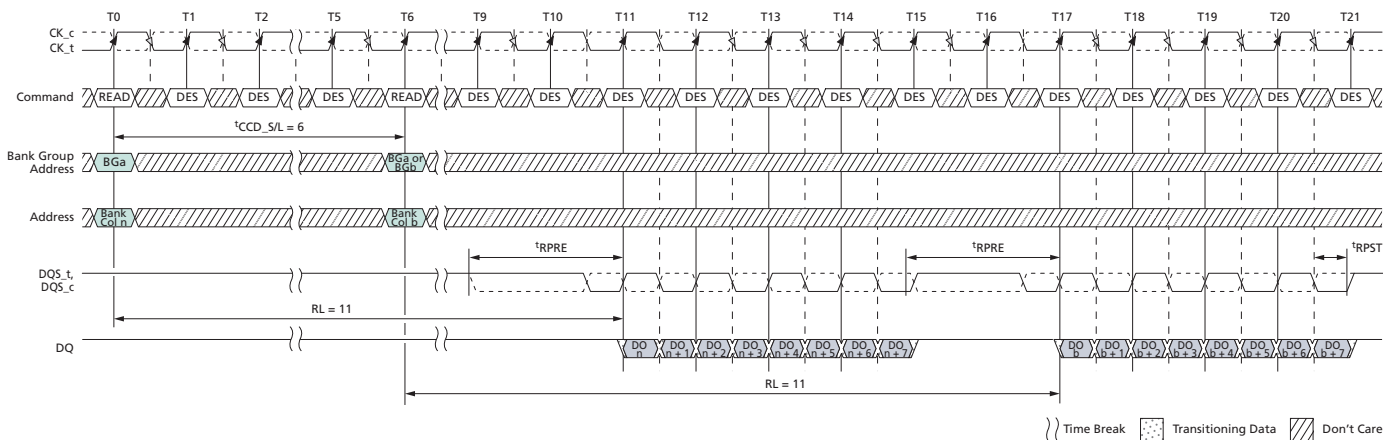 T0 T1 T2 T5 T6 T9 T10 T11 T12 T13 T14 T15 T16 T17 T18 T19 T20 T21
CK_c
CK_t
Command READ DES DES DES READ DES DES DES DES DES DES DES DES DES DES DES DES DES
tCCD_S/L = 6
Bank Group
Address
BGa
BGa or
BGb
Address
Bank
Col n
Bank
Col b
tRPRE tRPRE tRPST
DQS_t,
DQS_c
RL = 11
DQ
DO
n
DO
n + 1
DO
n + 2
DO
n + 3
DO
n + 4
DO
n + 5
DO
n + 6
DO
n + 7
DO
b
DO
b + 1
DO
b + 2
DO
b + 3
DO
b + 4
DO
b + 5
DO
b + 6
DO
b + 7
RL = 11
Time Break Transitioning Data Don't Care